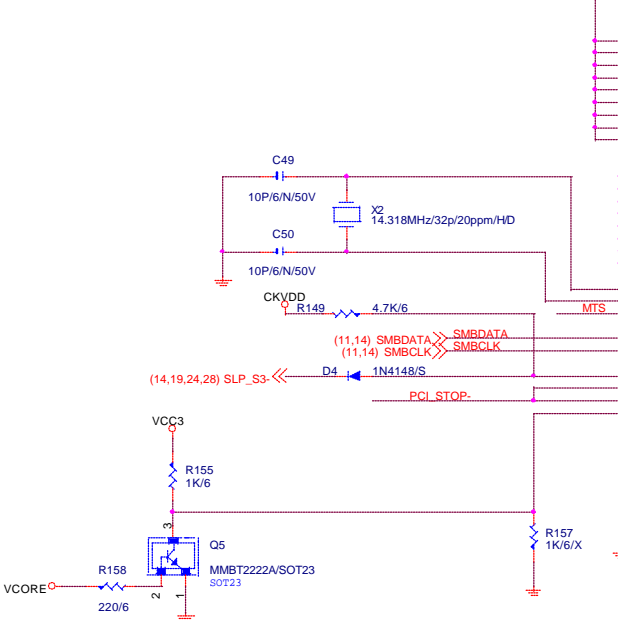 C49
10P/6/N/50V
X2
14.318MHz/32p/20ppm/H/D
C50
10P/6/N/50V
CKVDD
R149
4.7K/6
MTS
(11,14) SMBDATA
SMBDATA
(11,14) SMBCLK
SMBCLK
(14,19,24,28) SLP_S3-
D4
1N4148/S
PCI_STOP-
VCC3
R155
1K/6
3
Q5
R157
1K/6/X
MMBT2222A/SOT23
SOT23
R158
VCORE
220/6
2
1